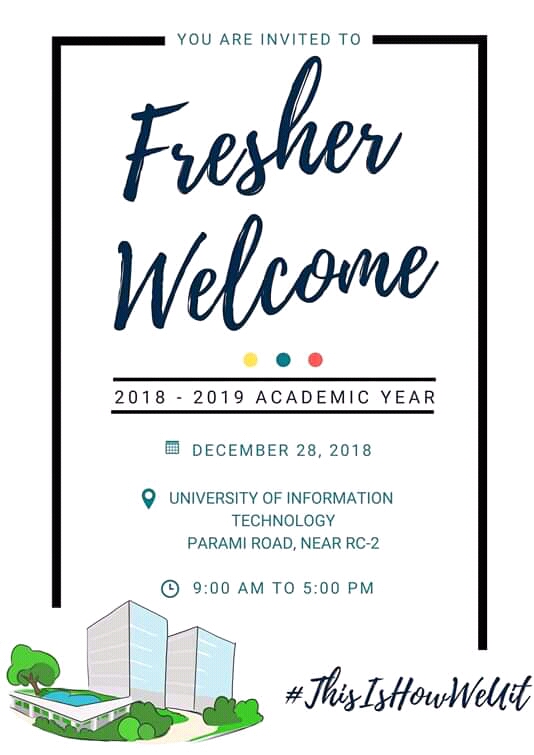 YOU ARE INVITED TO
Fresher
Welcome
2018 - 2019 ACADEMIC YEAR
DECEMBER 28, 2018
UNIVERSITY OF INFORMATION
TECHNOLOGY
PARAMI ROAD, NEAR RC-2
9:00 AM TO 5:00 PM
#ThisIsHowWeUit